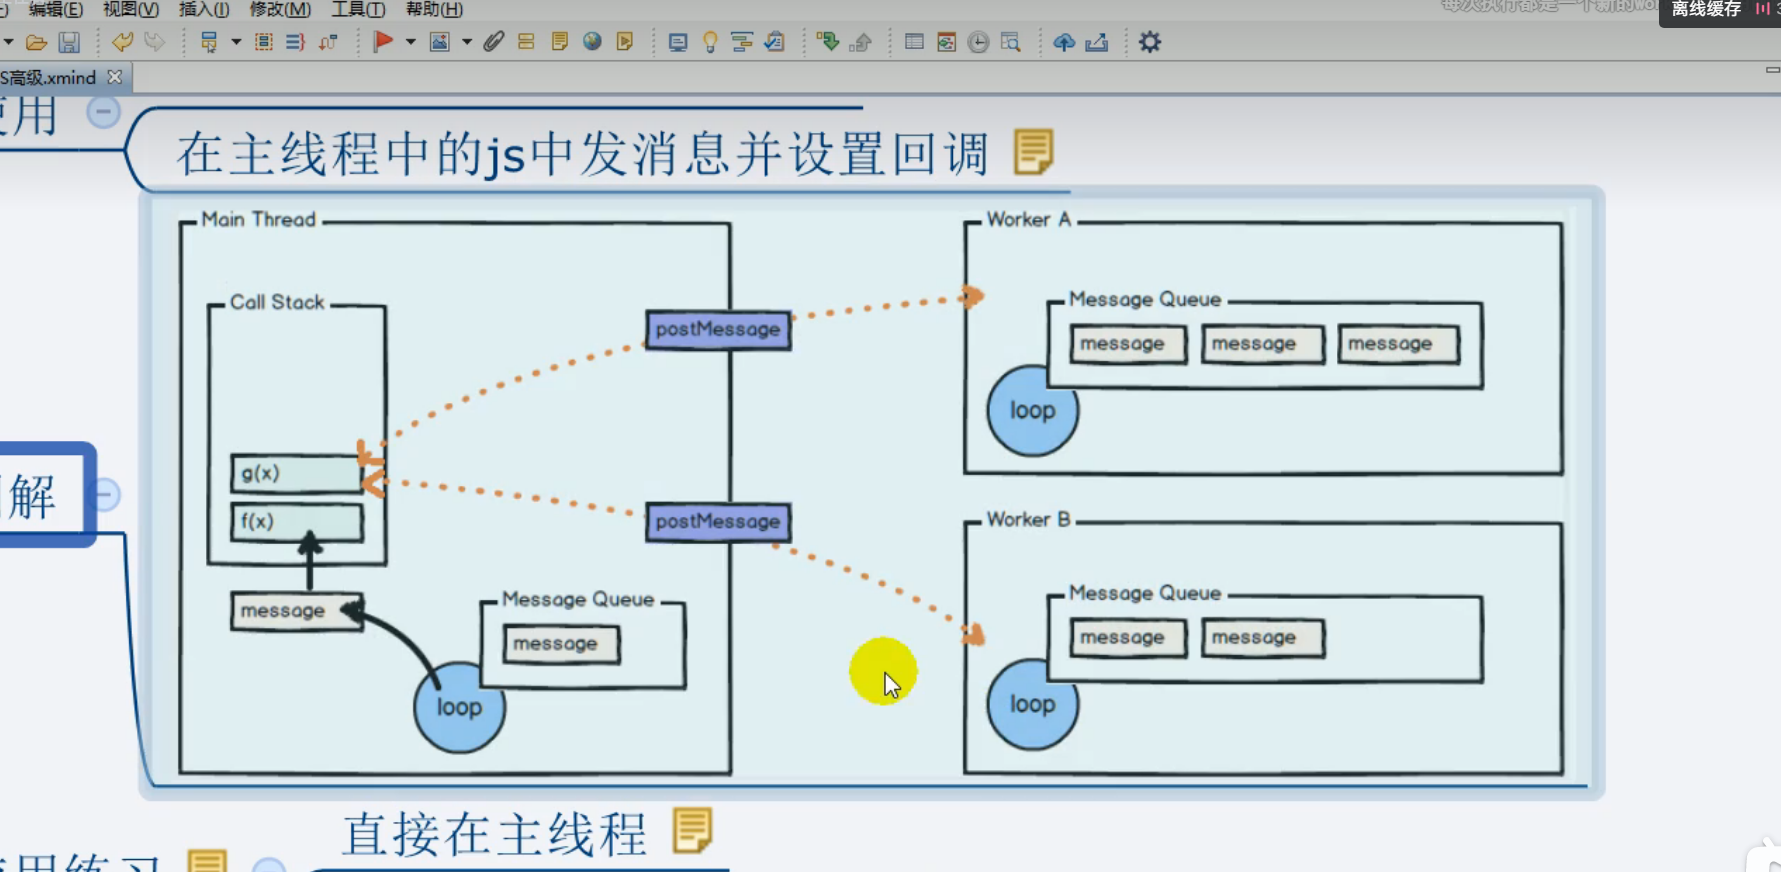 编辑(E) 视图(V) 插入(I) 修改(M) 工具(T) 帮助(H)
离线缓存
S高级.xmind
使用
在主线程中的js中发消息并设置回调
Main Thread
Worker A
Call Stack
Message Queue
postMessage
message message message
loop
g(x)
f(x)
postMessage
Worker B
message
Message Queue
Message Queue
message
message message
loop
loop
解
直接在主线程
练习